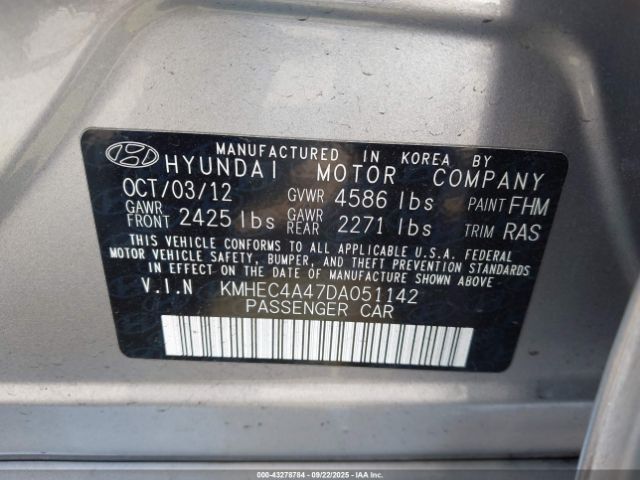 MANUFACTURED IN KOREA BY
HYUNDAI MOTOR COMPANY
OCT/03/12 GVWR 4586 lbs PAINT FHM
GAWR FRONT 2425 lbs GAWR REAR 2271 lbs TRIM RAS
THIS VEHICLE CONFORMS TO ALL APPLICABLE U.S.A. FEDERAL
MOTOR VEHICLE SAFETY, BUMPER, AND THEFT PREVENTION
STANDARDS IN EFFECT ON THE DATE OF MANUFACTURE SHOWN ABOVE.
V.I.N KMHEC4A47DA051142
PASSENGER CAR
000-43278784 - 09/22/2025 - IAAI.COM